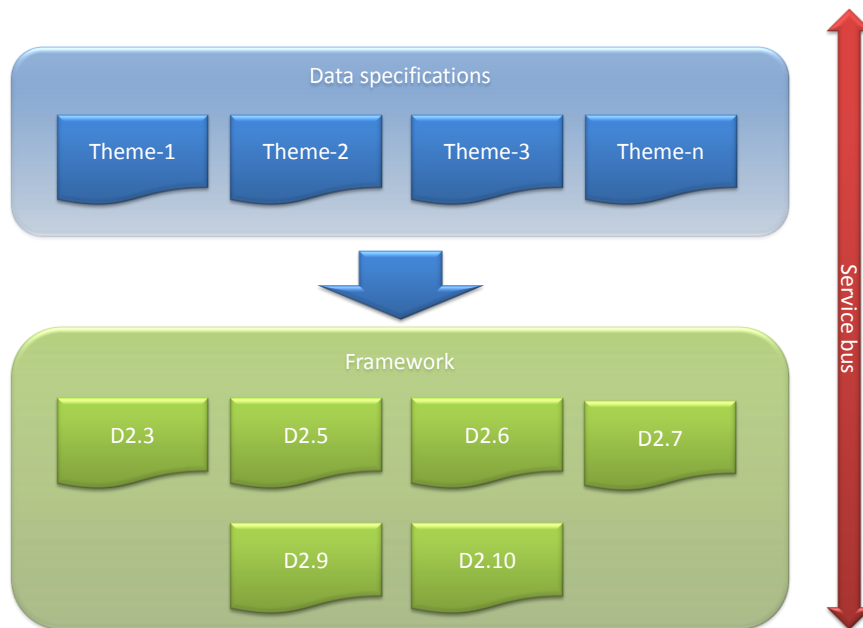 Data specifications
Theme-1
Theme-2
Theme-3
Theme-n
Service bus
Framework
D2.3
D2.5
D2.6
D2.7
D2.9
D2.10